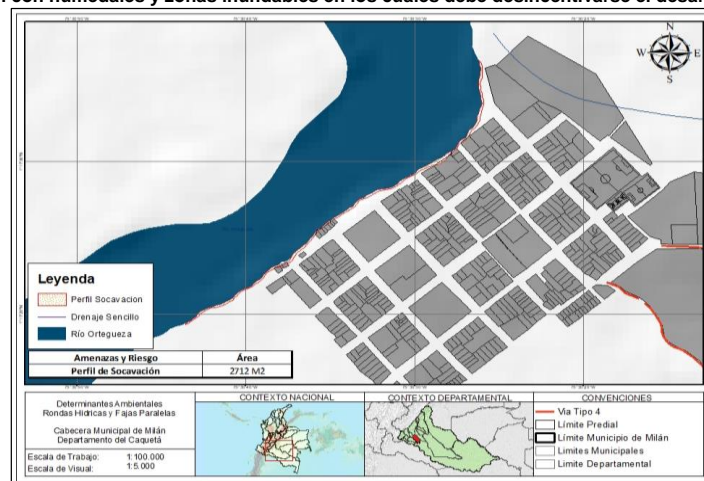 con humedales y zonas inundables en los cuales debe desincentivarse el desar
N
W E
S
Leyenda
Perfil Socavacion
Drenaje Sencillo
Río Ortegueza
Amenazas y Riesgo Área
Perfil de Socavación 2712 M2
Determinantes Ambientales
Rondas Hidricas y Fajas Paralelas
Cabecera Municipal de Milán
Departamento del Caquetá
Escala de Trabajo: 1:100.000
Escala de Visual: 1:5.000
CONTEXTO NACIONAL
CONTEXTO DEPARTAMENTAL
CONVENCIONES
Via Tipo 4
Límite Predial
Límite Municipio de Milán
Limites Municipales
Limite Departamental